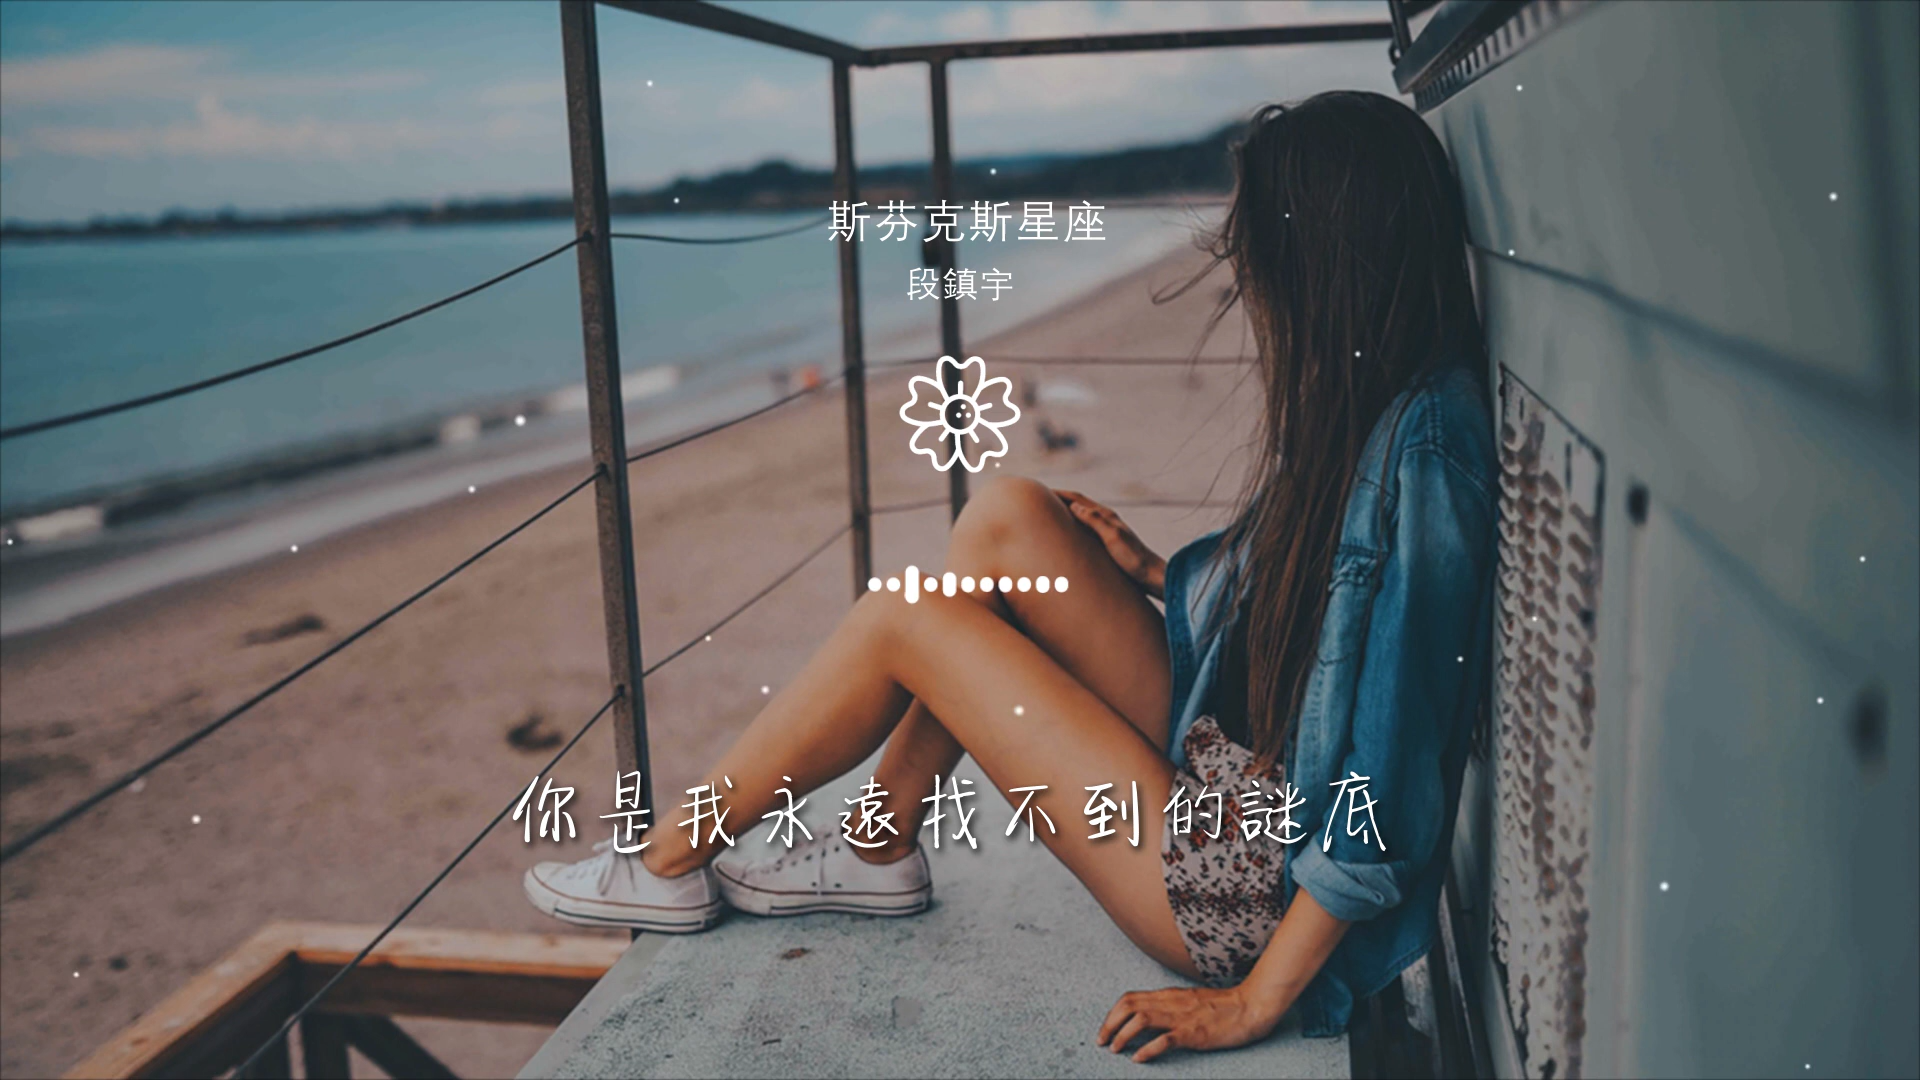 斯芬克斯星座
段鎮宇
你是我永遠找不到的謎底